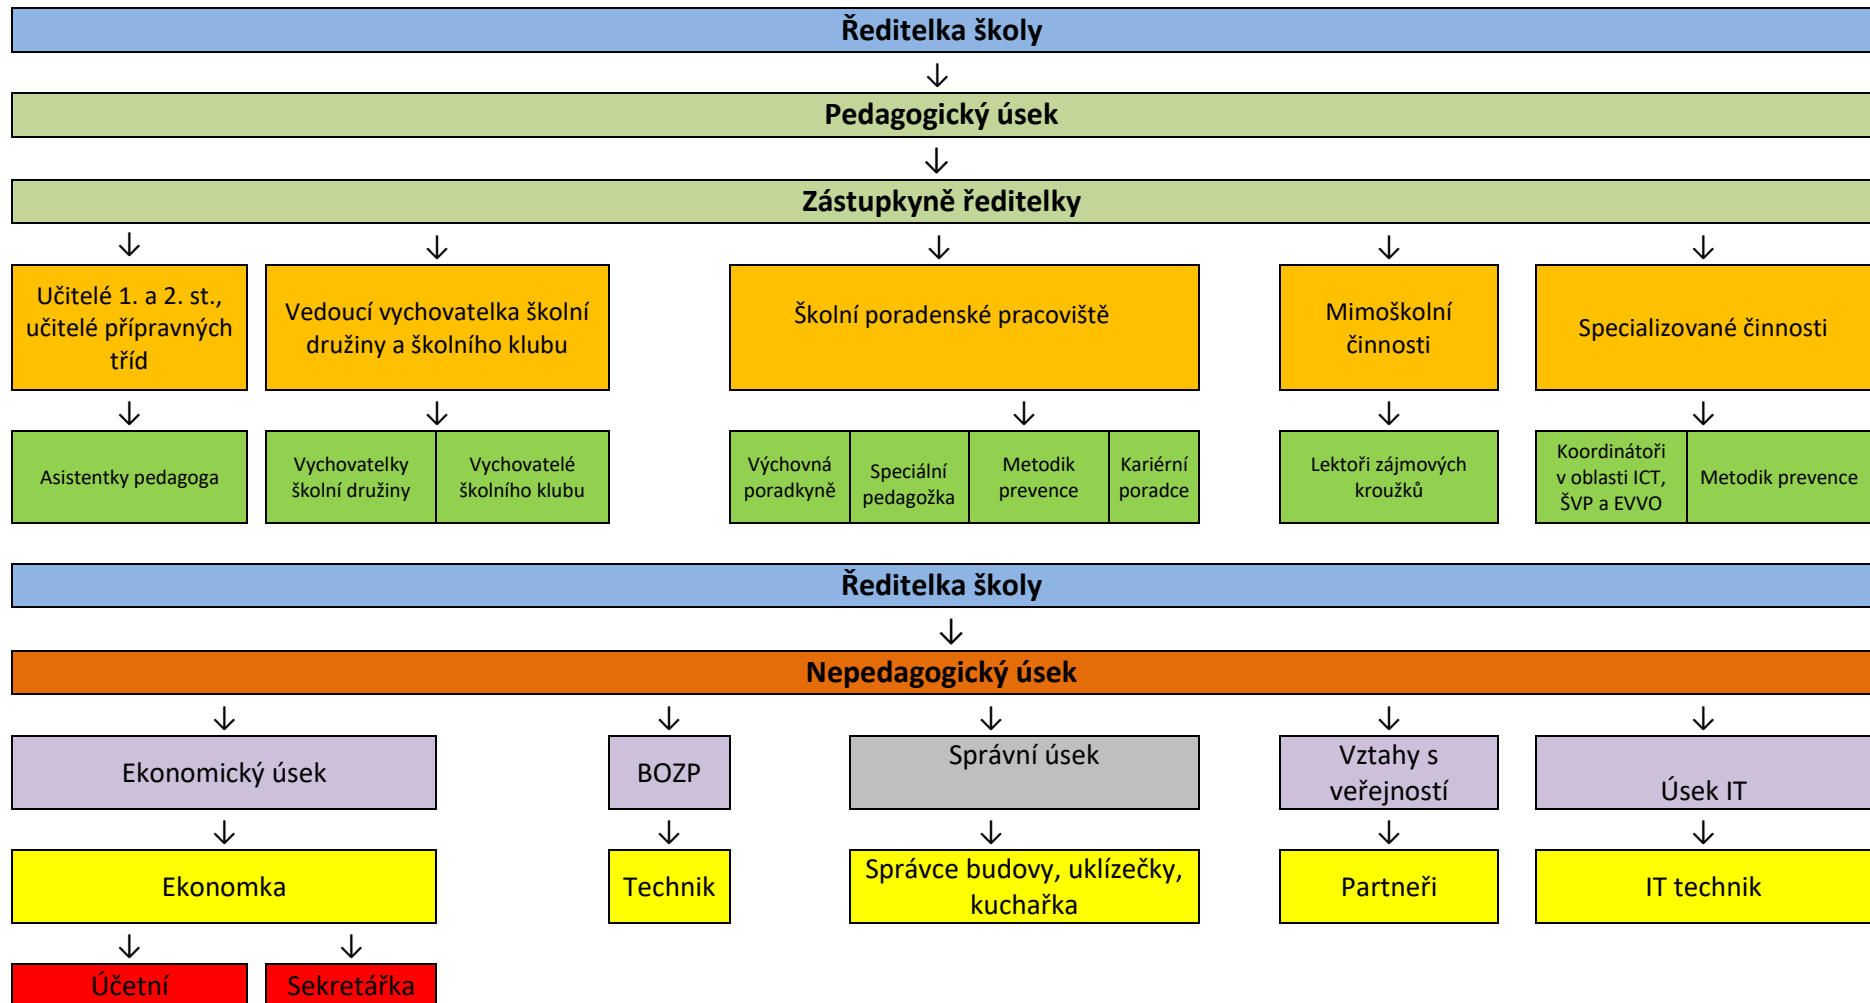 Ředitelka školy
↓
Pedagogický úsek
↓
Zástupkyně ředitelky
↓ ↓ ↓ ↓ ↓
Učitelé 1. a 2. st.,
učitelé přípravných
tříd
Vedoucí vychovatelka školní
družiny a školního klubu
Školní poradenské pracoviště
Mimoškolní
činnosti
Specializované činnosti
↓ ↓ ↓ ↓ ↓
Asistentky pedagoga
Vychovatelky
školní družiny
Vychovatelé
školního klubu
Výchovná
poradkyně
Speciální
pedagožka
Metodik
prevence
Kariérní
poradce
Lektoři zájmových
kroužků
Koordinátoři
v oblasti ICT,
ŠVP a EVVO
Metodik prevence
Ředitelka školy
↓
Nepedagogický úsek
↓ ↓ ↓ ↓ ↓
Ekonomický úsek
BOZP
Správní úsek
Vztahy s
veřejností
Úsek IT
↓ ↓ ↓ ↓ ↓
Ekonomka
Technik
Správce budovy, uklízečky,
kuchařka
Partneři
IT technik
↓ ↓
Účetní
Sekretářka